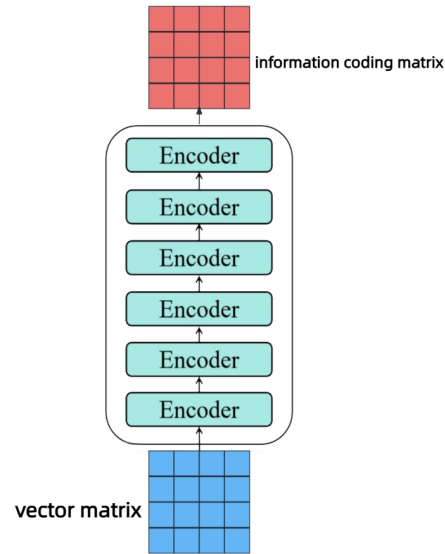 information coding matrix
Encoder
Encoder
Encoder
Encoder
Encoder
Encoder
vector matrix